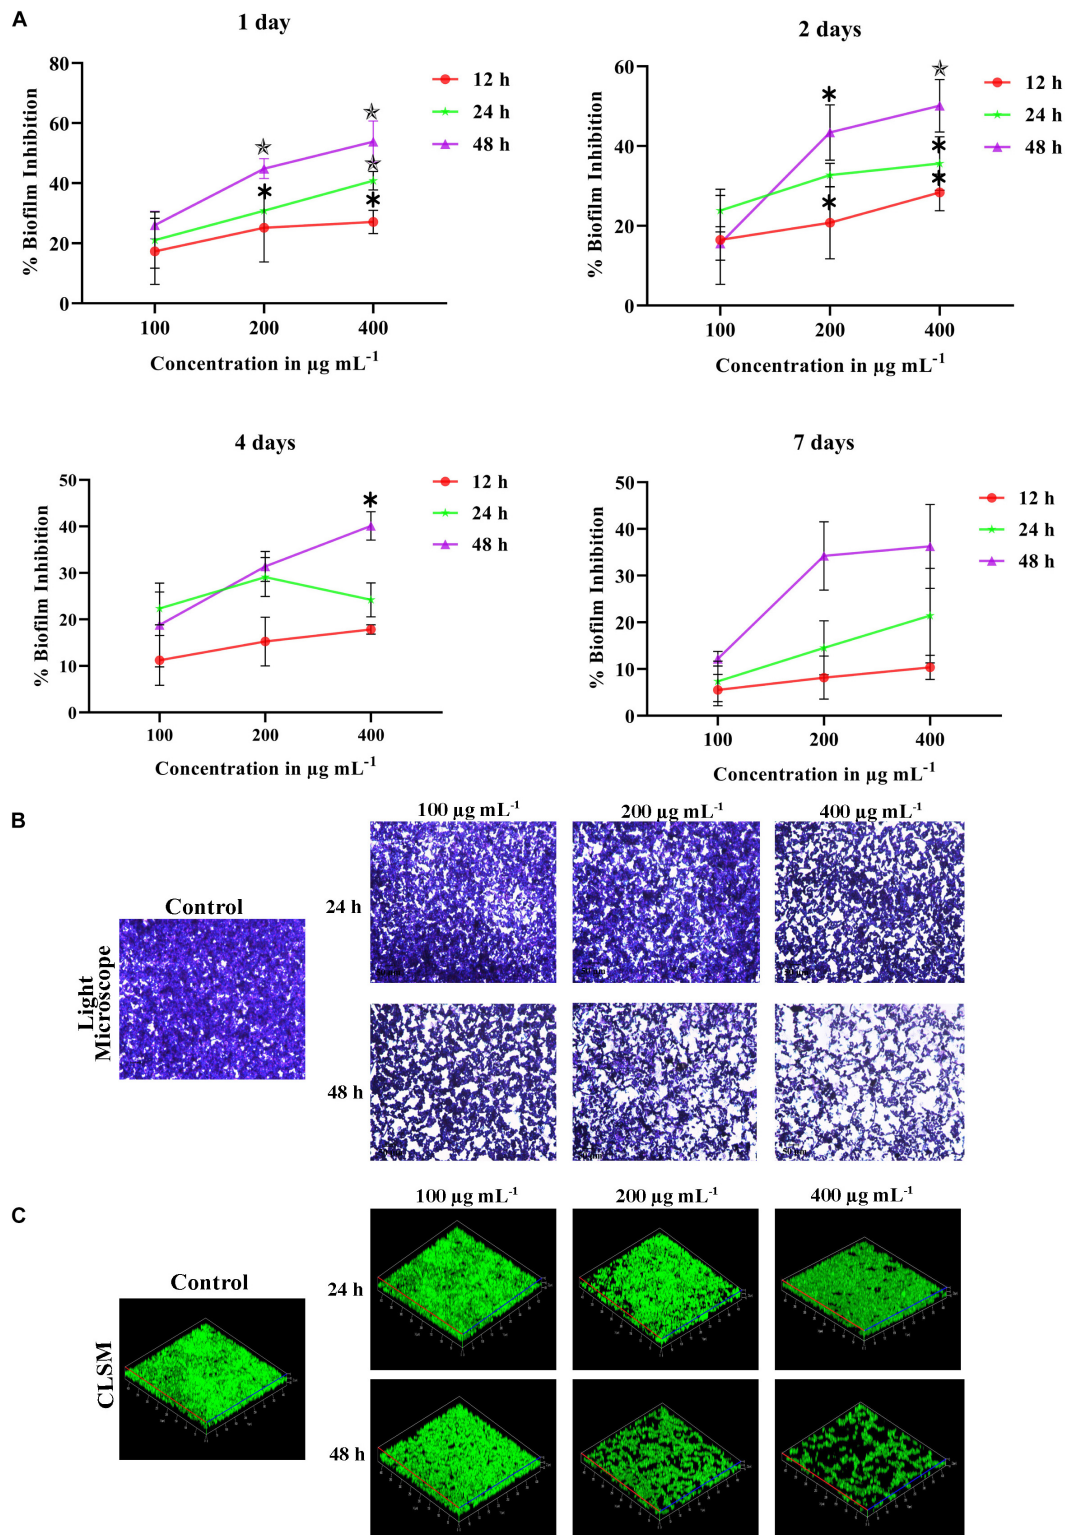 A
1 day
80
60
40
20
0
% Biofilm Inhibition
100 200 400
Concentration in µg mL⁻¹
12 h
24 h
48 h
2 days
60
40
20
0
% Biofilm Inhibition
100 200 400
Concentration in µg mL⁻¹
12 h
24 h
48 h
4 days
50
40
30
20
10
0
% Biofilm Inhibition
100 200 400
Concentration in µg mL⁻¹
12 h
24 h
48 h
7 days
50
40
30
20
10
0
% Biofilm Inhibition
100 200 400
Concentration in µg mL⁻¹
12 h
24 h
48 h
B
100 µg mL⁻¹ 200 µg mL⁻¹ 400 µg mL⁻¹
Control
24 h
Light
Microscope
48 h
C
100 µg mL⁻¹ 200 µg mL⁻¹ 400 µg mL⁻¹
Control
24 h
CLSM
48 h